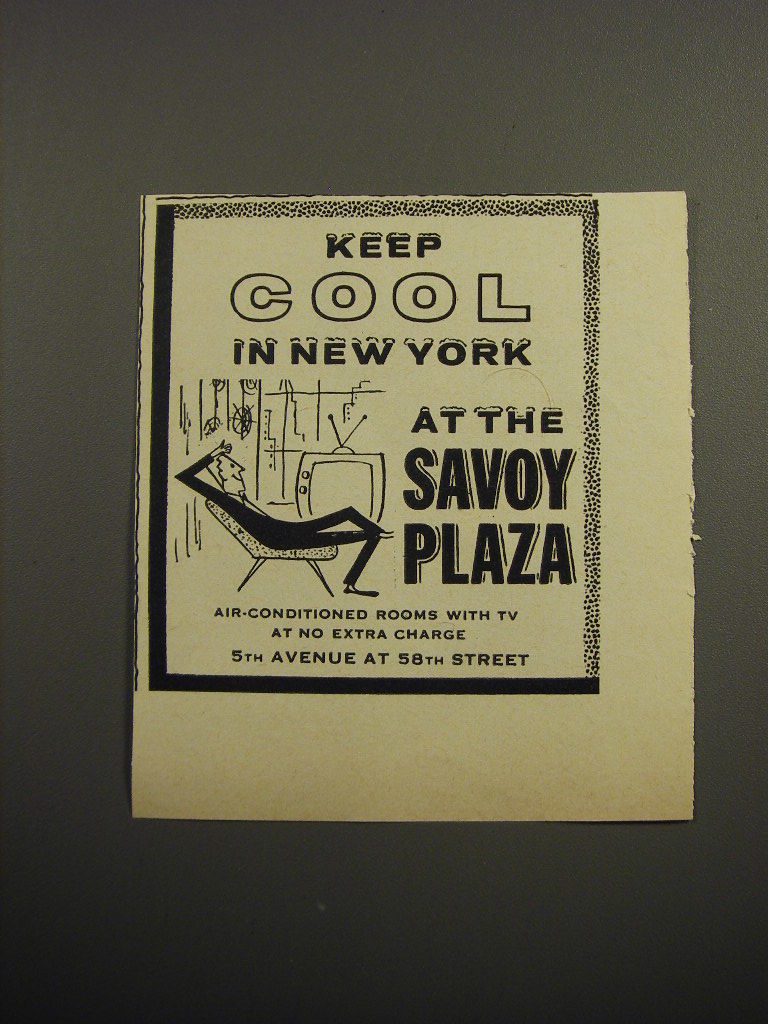 KEEP
COOL
IN NEW YORK
AT THE
SAVOY
PLAZA
AIR-CONDITIONED ROOMS WITH TV
AT NO EXTRA CHARGE
5TH AVENUE AT 58TH STREET